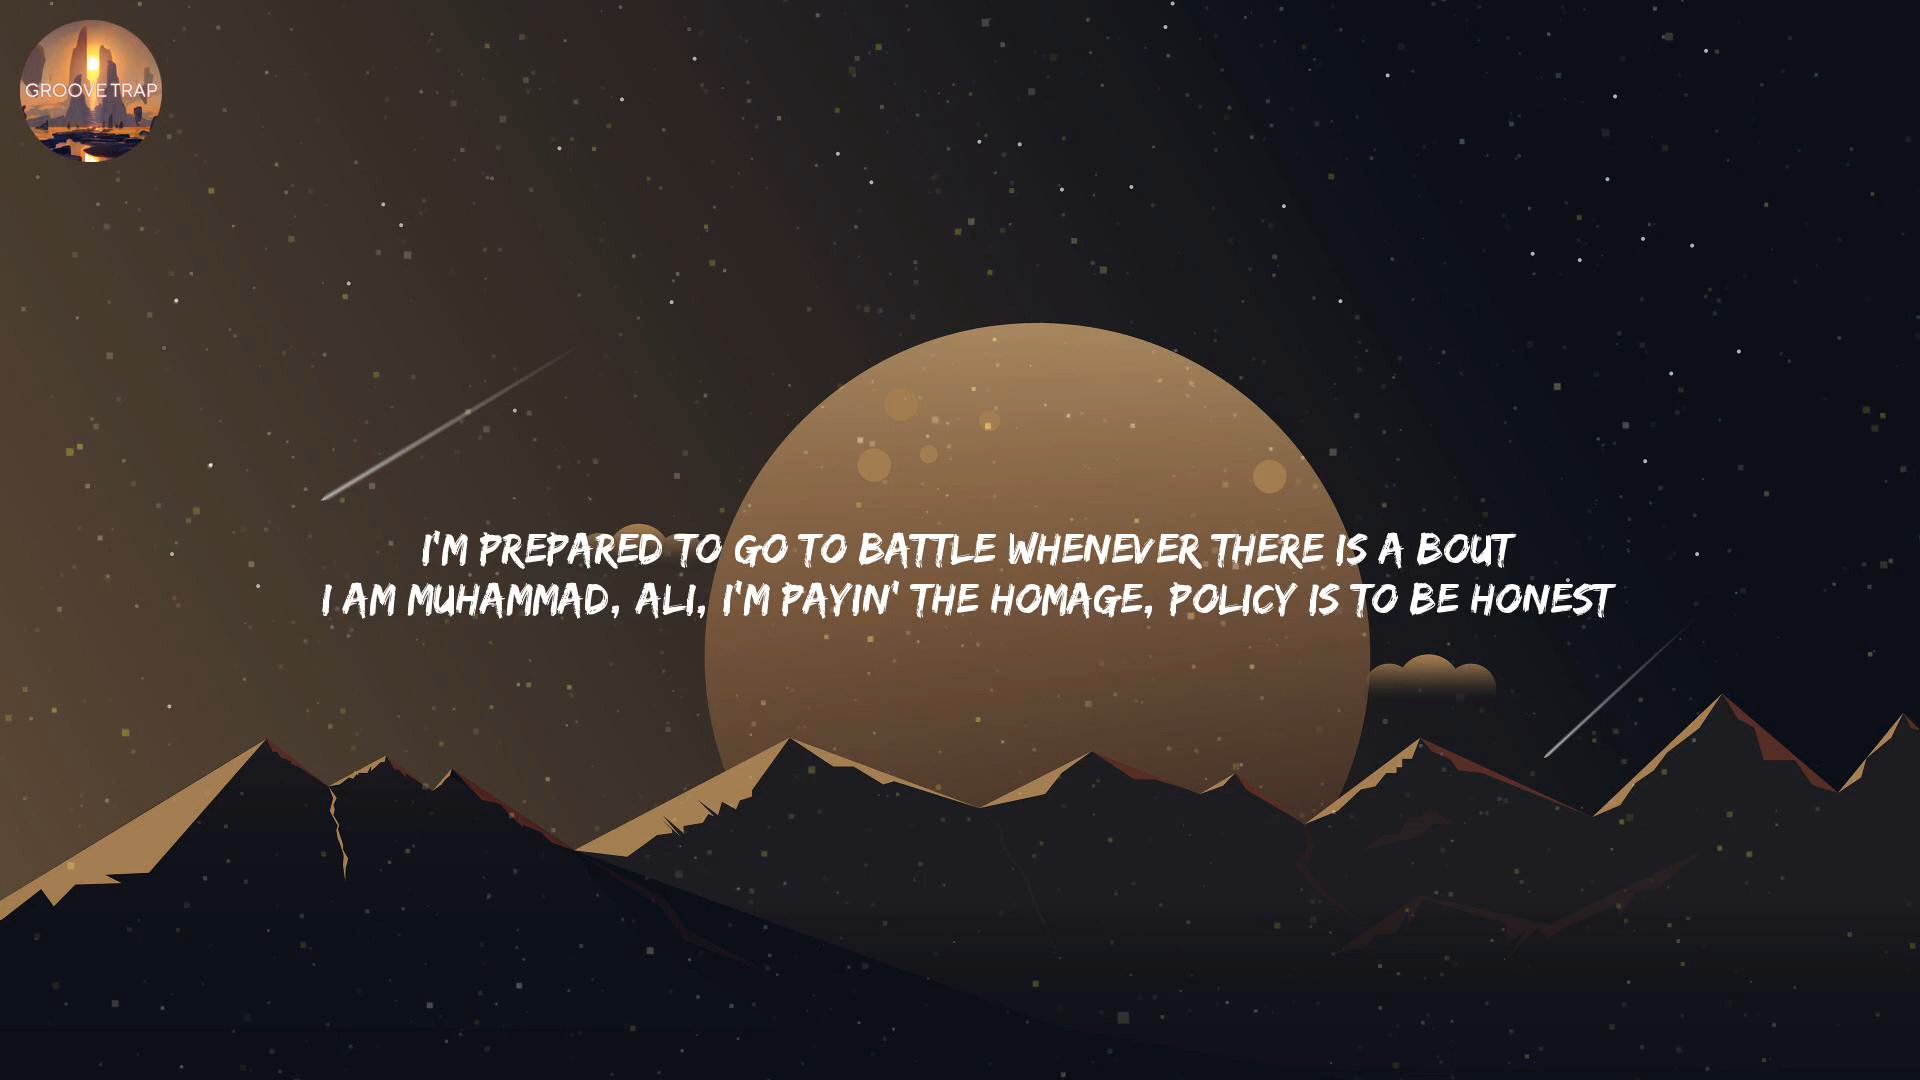 GROOVE TRAP
I'M PREPARED TO GO TO BATTLE WHENEVER THERE IS A BOUT
I AM MUHAMMAD, ALI, I'M PAYIN' THE HOMAGE, POLICY IS TO BE HONEST